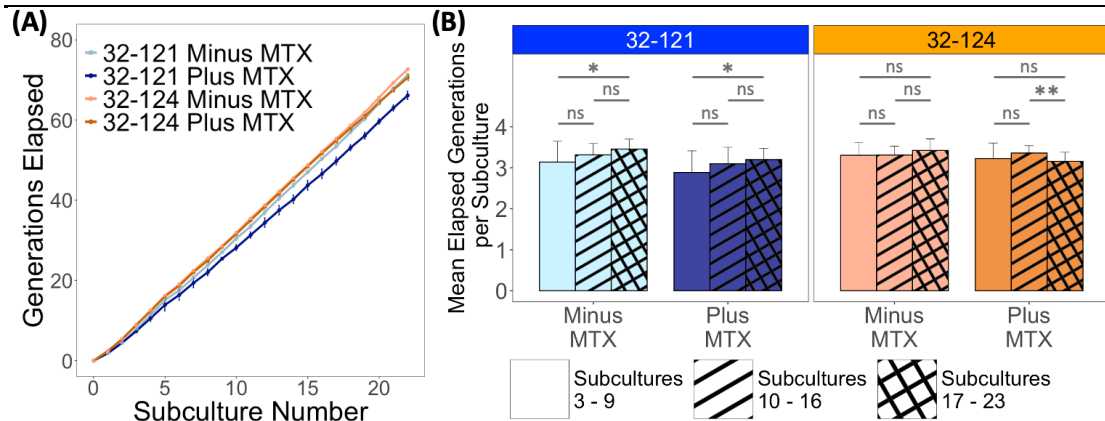 (A)
80
60
40
20
0
Generations Elapsed
32-121 Minus MTX
32-121 Plus MTX
32-124 Minus MTX
32-124 Plus MTX
0 5 10 15 20
Subculture Number
(B)
32-121 32-124
* * ns ns
ns ns ns **
ns ns ns ns
4
3
2
1
0
Mean Elapsed Generations
per Subculture
Minus Plus Minus Plus
MTX MTX MTX MTX
Subcultures Subcultures Subcultures
3 - 9 10 - 16 17 - 23